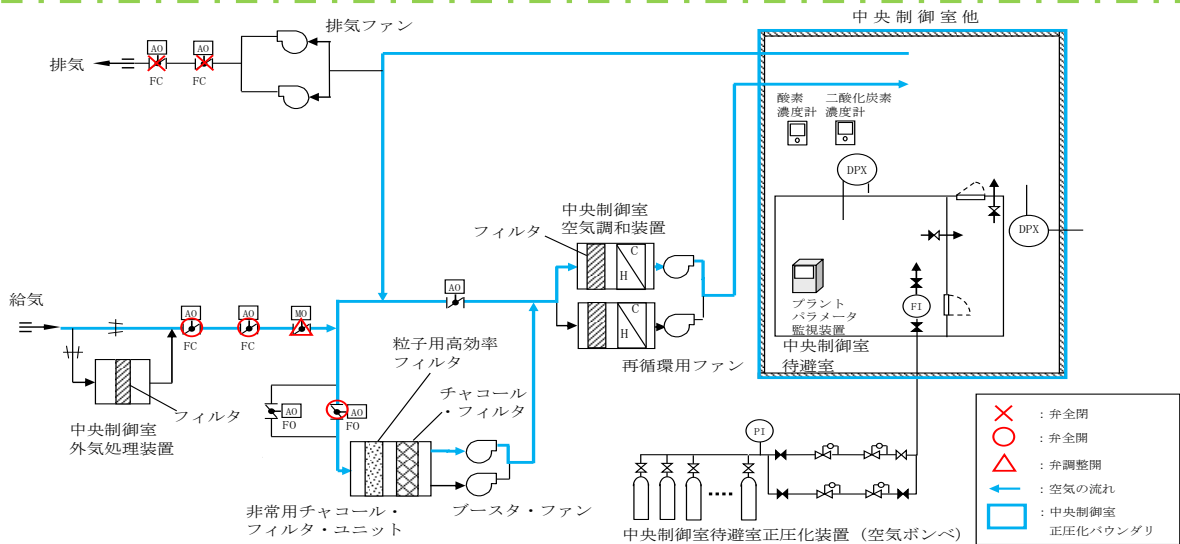 中央制御室他
排気ファン
AO
AO
排気
FC
FC
酸素
濃度計
二酸化炭素
濃度計
DPX
DPX
中央制御室
空気調和装置
フィルタ
C
H
C
H
再循環用ファン
プラント
パラメータ
監視装置
FI
中央制御室
待避室
給気
AO
AO
MO
FC
FC
AO
フィルタ
中央制御室
外気処理装置
粒子用高効率
フィルタ
チャコール
・フィルタ
AO
FO
AO
FO
非常用チャコール・
フィルタ・ユニット
ブースタ・ファン
PI
中央制御室待避室正圧化装置（空気ボンベ）
：弁全閉
：弁全開
：弁調整開
：空気の流れ
：中央制御室
正圧化バウンダリ